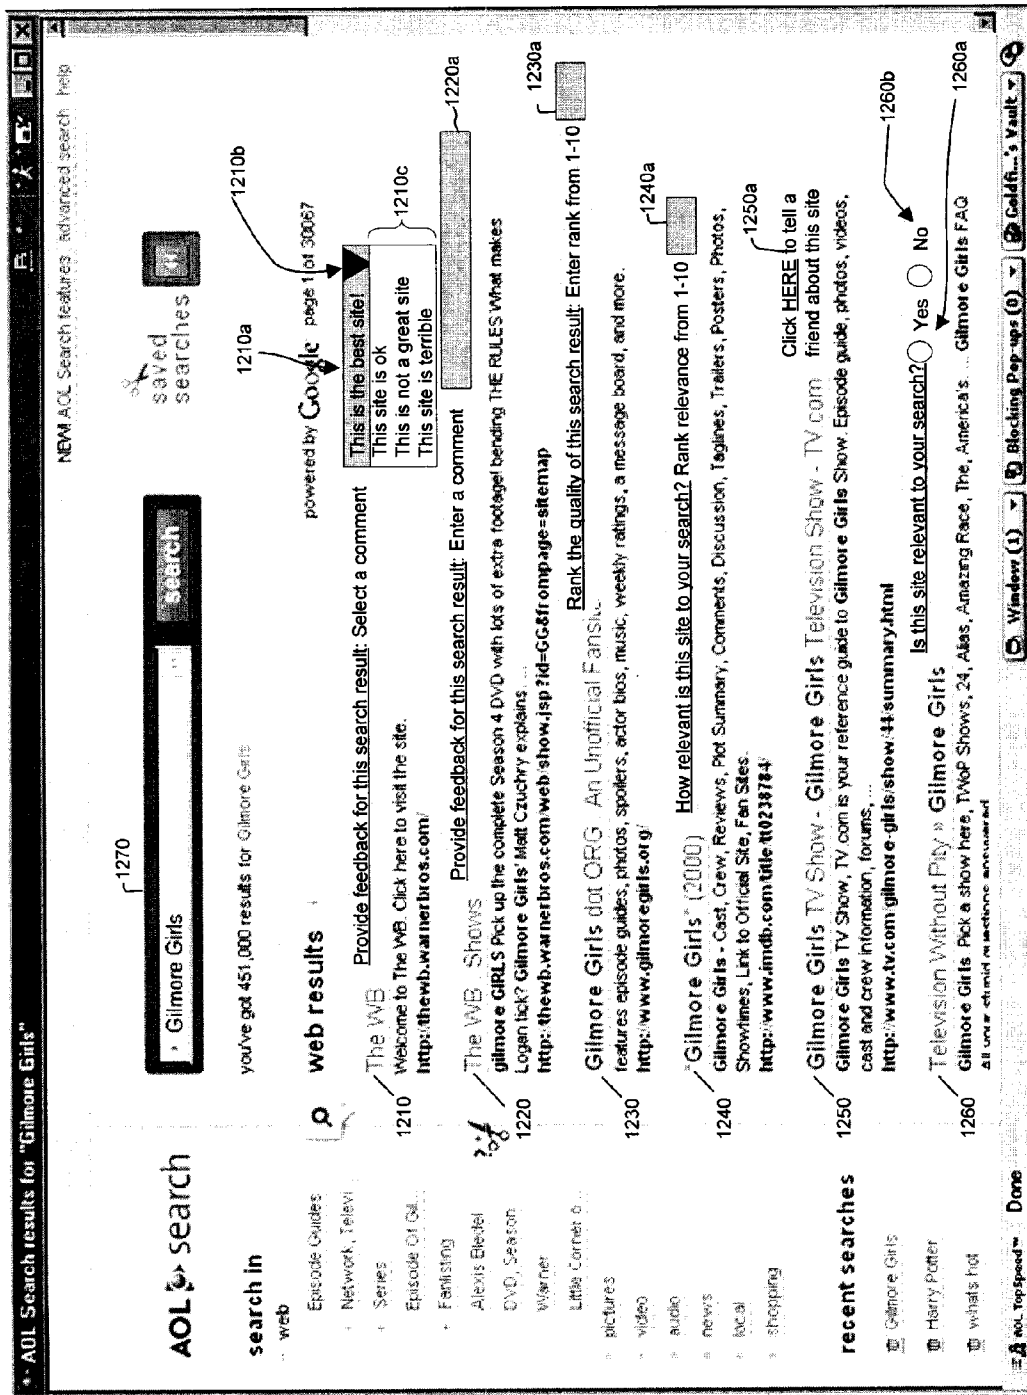 AOL Search results for "Gilmore Girls"
NEW! AOL Search features advanced search help
AOL search
1270
Gilmore Girls
search
saved searches
you've got 451,000 results for Gilmore Girls
search in
web
Episode Guides
Network, Televi...
Series
Episode Of Gil...
Fanlisting
Alexis Bledel
DVD, Season
Warner
Little Corner o...
pictures
video
audio
news
local
shopping
recent searches
Gilmore Girls
Harry Potter
whats hot
web results
powered by Google page 1 of 30067
1210a
1210b
1210
The WB
Provide feedback for this search result: Select a comment
This is the best site!
This site is ok
This is not a great site
This site is terrible
1210c
Welcome to The WB. Click here to visit the site.
http://thewb.warnerbros.com/
1220
The WB : Shows
Provide feedback for this search result: Enter a comment
1220a
gilmore GIRLS Pick up the complete Season 4 DVD with lots of extra footage! bending THE RULES What makes
Logan tick? Gilmore Girls' Matt Czuchry explains ...
http://thewb.warnerbros.com/web/show.jsp?id=GG&frompage=sitemap
1230
Gilmore Girls dot ORG An Unofficial Fansite
Rank the quality of this search result: Enter rank from 1-10
1230a
features episode guides, photos, spoilers, actor bios, music, weekly ratings, a message board, and more.
http://www.gilmoregirls.org/
1240
"Gilmore Girls" (2000)
How relevant is this site to your search? Rank relevance from 1-10
1240a
Gilmore Girls - Cast, Crew, Reviews, Plot Summary, Comments, Discussion, Taglines, Trailers, Posters, Photos,
Showtimes, Link to Official Site, Fan Sites.
http://www.imdb.com/title/tt0238784/
1250
Gilmore Girls TV Show - Gilmore Girls Television Show - TV.com
Click HERE to tell a
friend about this site
1250a
Gilmore Girls TV Show, TV.com is your reference guide to Gilmore Girls Show. Episode guide, photos, videos,
cast and crew information, forums, ...
http://www.tv.com/gilmore-girls/show/44/summary.html
1260
Television Without Pity » Gilmore Girls
Is this site relevant to your search? Yes No
1260b
1260a
Gilmore Girls Pick a show here, TWoP Shows, 24, Alias, Amazing Race, The, America's. ... Gilmore Girls FAQ
All your stupid questions answered
AOL TopSpeed™ Done
Window (1)
Blocking Pop-ups (0)
Goldfi...'s Vault